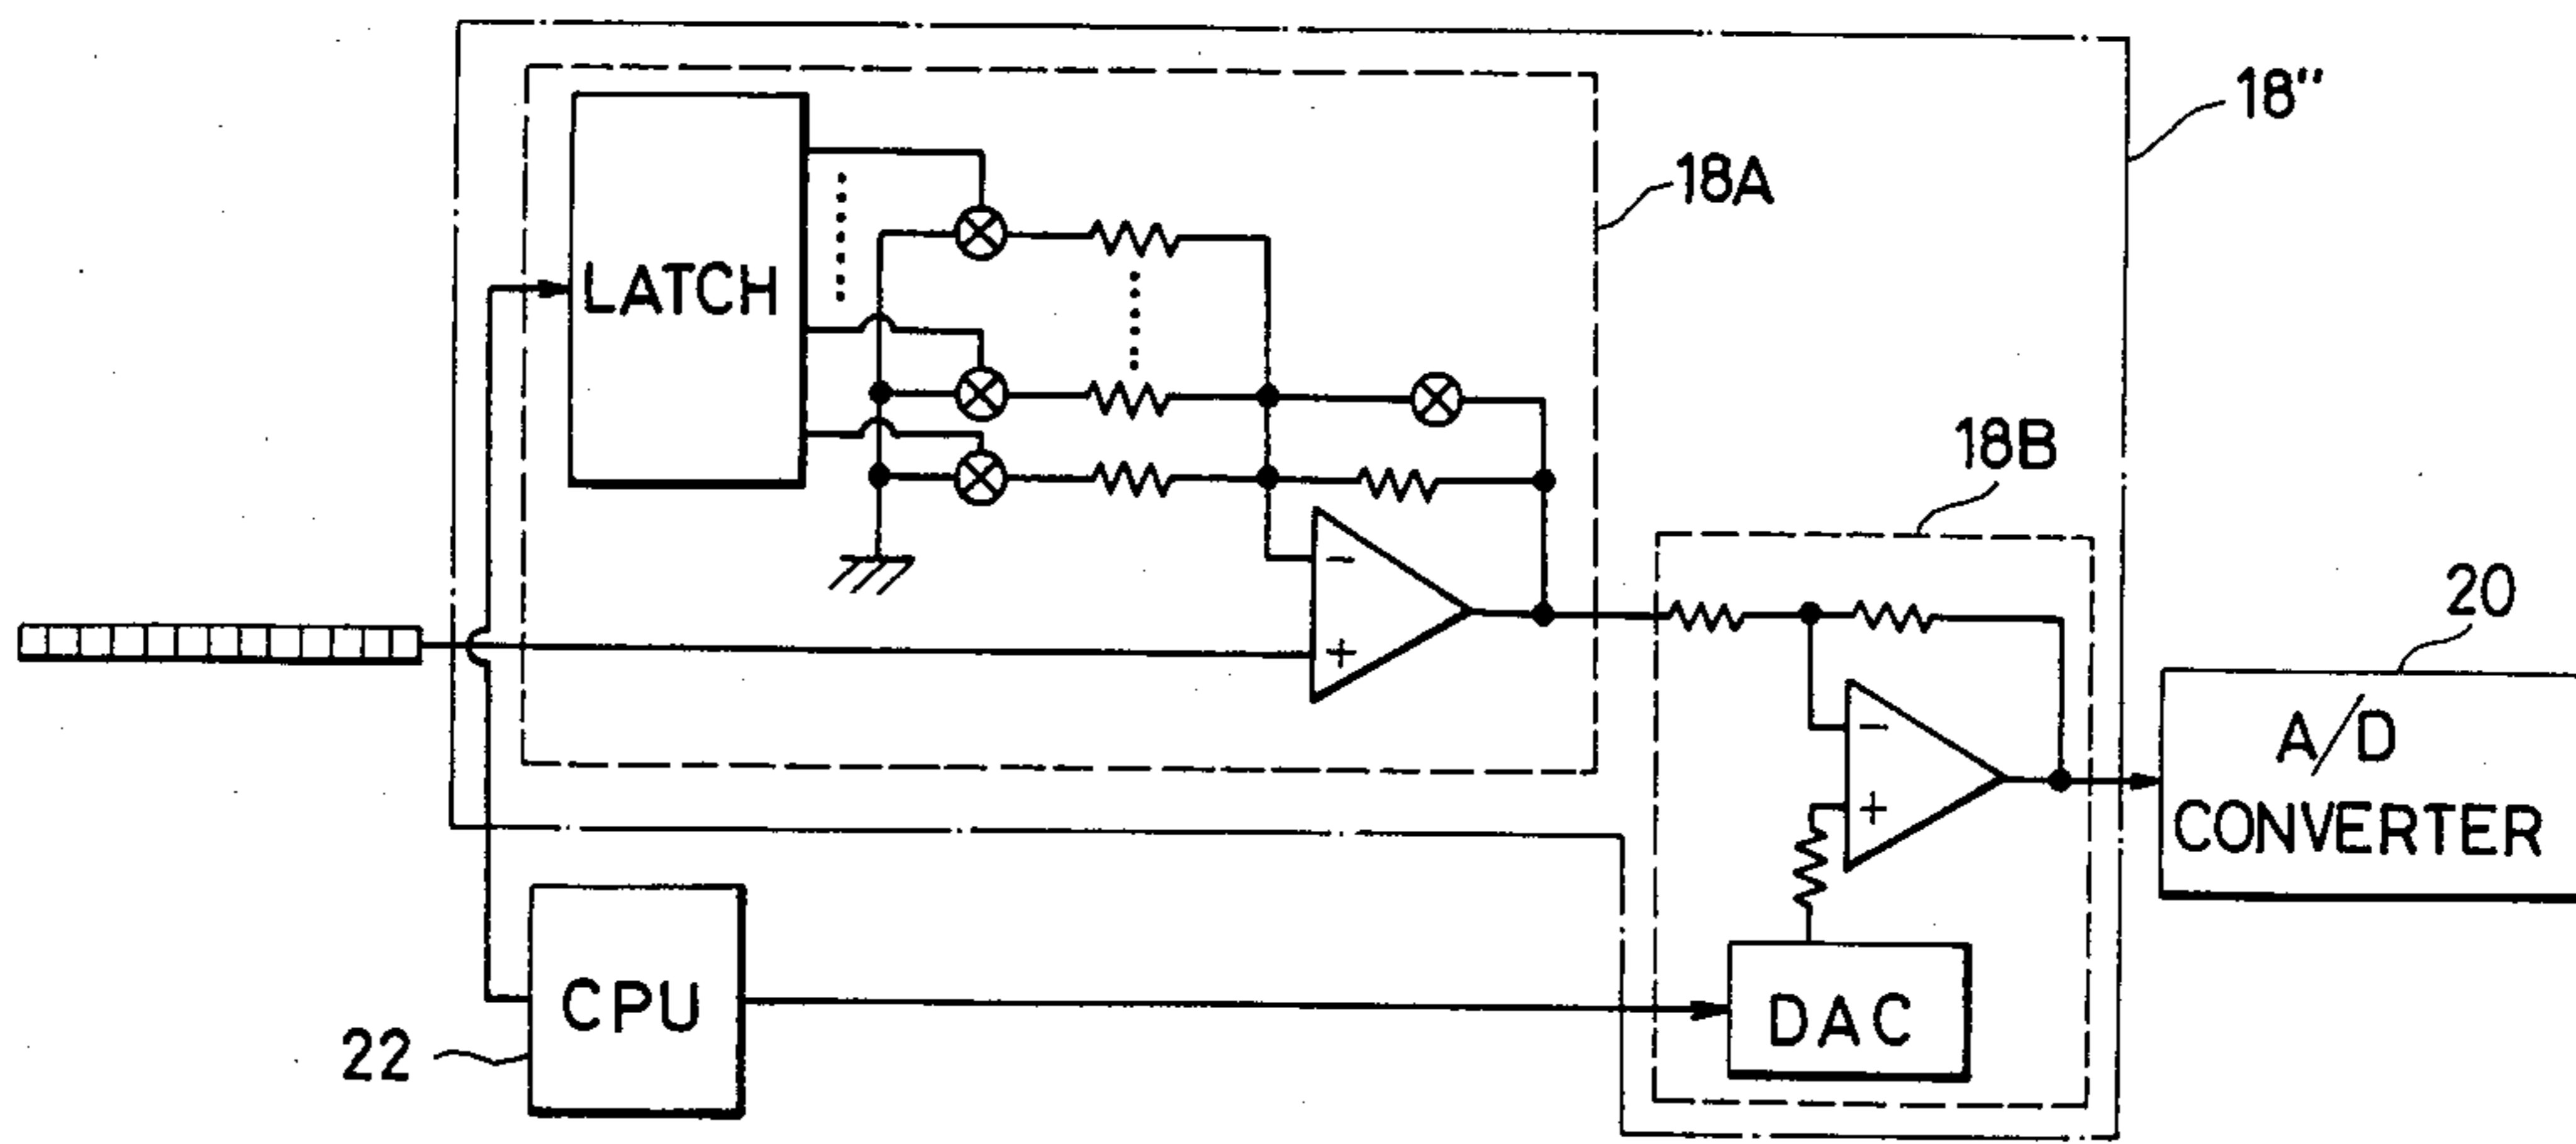 18"
18A
LATCH
18B
20
A/D
CONVERTER
CPU
22
DAC
−
+
−
+